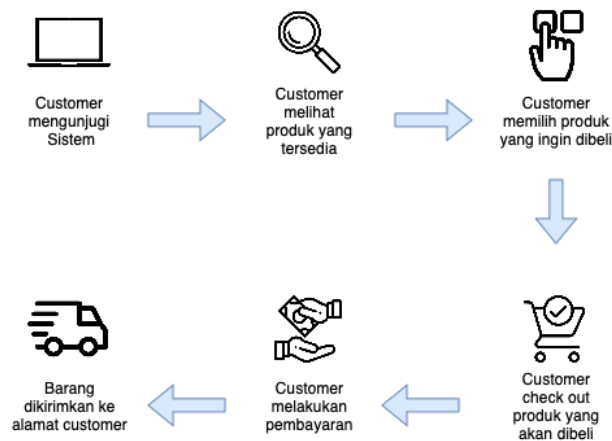 Customer
mengunjugi
Sistem
Customer
melihat
produk yang
tersedia
Customer
memilih produk
yang ingin dibeli
Customer
check out
produk yang
akan dibeli
Customer
melakukan
pembayaran
Barang
dikirimkan ke
alamat customer